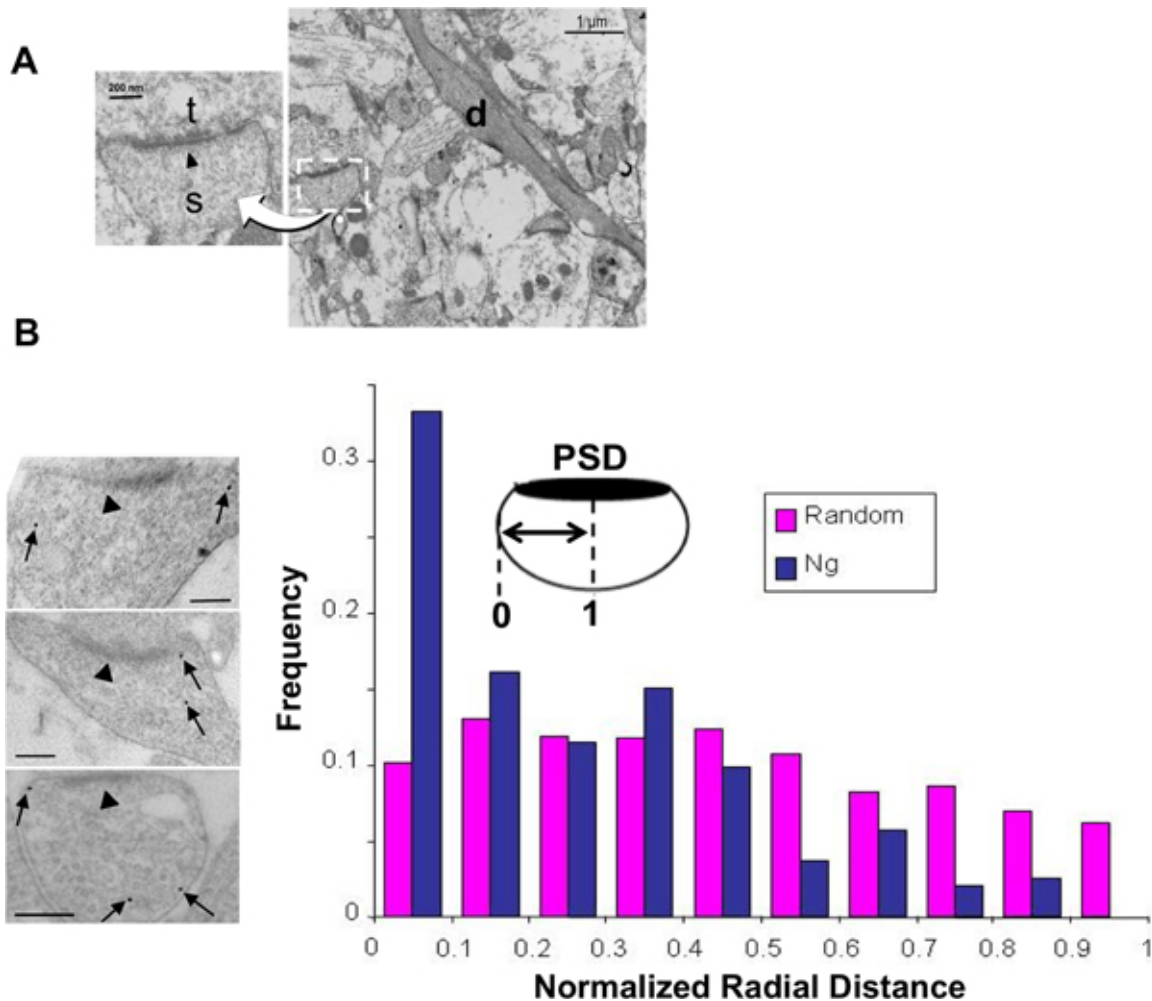 A
1 µm
200 nm
t
d
s
B
0.3
0.2
0.1
0
Frequency
PSD
0 1
Random
Ng
0 0.1 0.2 0.3 0.4 0.5 0.6 0.7 0.8 0.9 1
Normalized Radial Distance